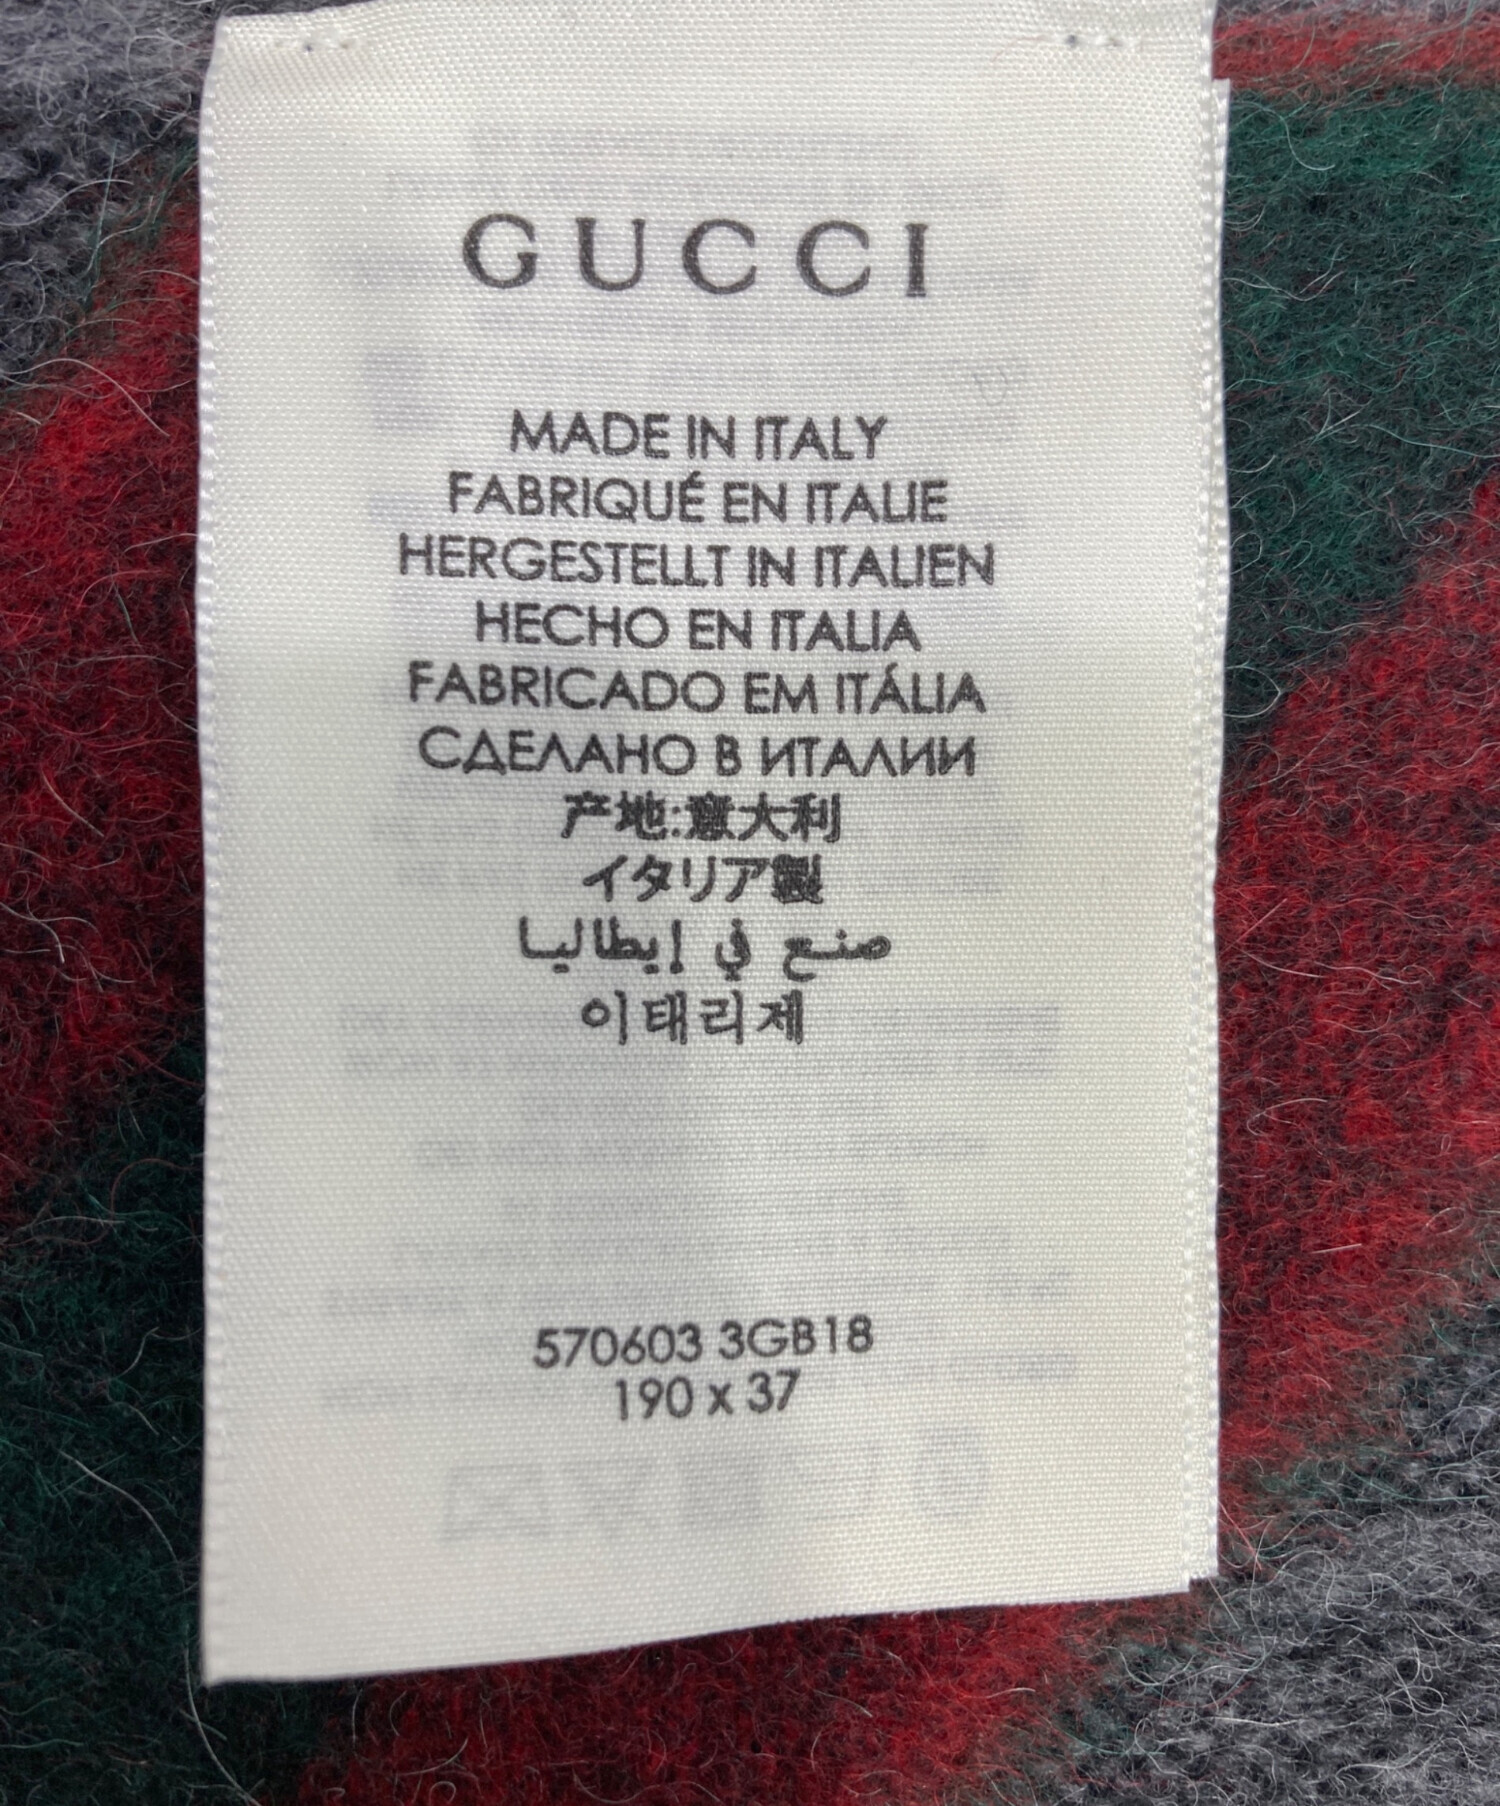 GUCCI
MADE IN ITALY
FABRIQUÉ EN ITALIE
HERGESTELLT IN ITALIEN
HECHO EN ITALIA
FABRICADO EM ITÁLIA
СДЕЛАНО В ИТАЛИИ
产地:意大利
イタリア製
صنع في إيطاليا
이태리제
570603 3GB18
190 x 37